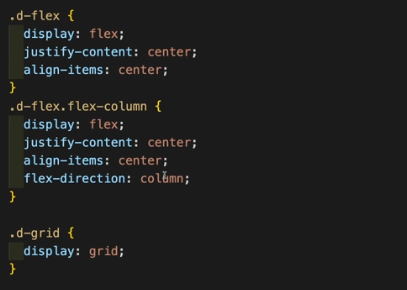 .d-flex {
  display: flex;
  justify-content: center;
  align-items: center;
}
.d-flex.flex-column {
  display: flex;
  justify-content: center;
  align-items: center;
  flex-direction: column;
}

.d-grid {
  display: grid;
}